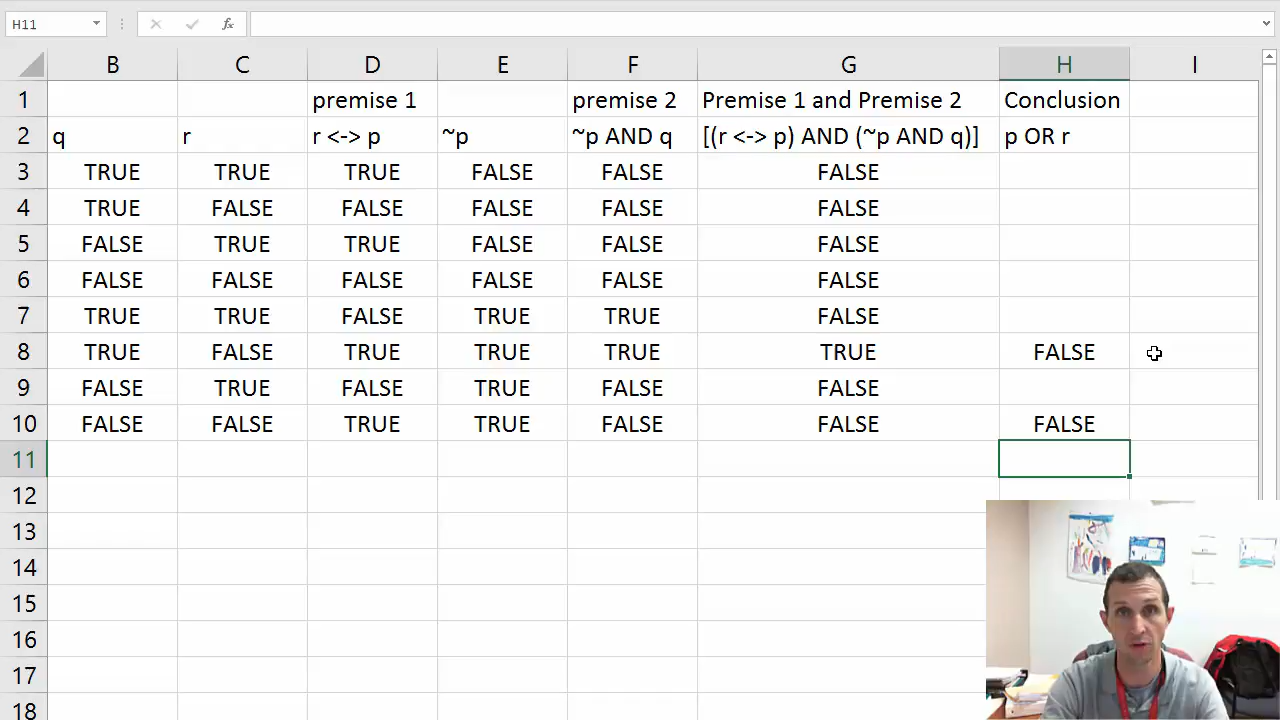 H11 fx
B C D E F G H I
1 premise 1 premise 2 Premise 1 and Premise 2 Conclusion
2 q r r <-> p ~p ~p AND q [(r <-> p) AND (~p AND q)] p OR r
3 TRUE TRUE TRUE FALSE FALSE FALSE
4 TRUE FALSE FALSE FALSE FALSE FALSE
5 FALSE TRUE TRUE FALSE FALSE FALSE
6 FALSE FALSE FALSE FALSE FALSE FALSE
7 TRUE TRUE FALSE TRUE TRUE FALSE
8 TRUE FALSE TRUE TRUE TRUE TRUE FALSE
9 FALSE TRUE FALSE TRUE FALSE FALSE
10 FALSE FALSE TRUE TRUE FALSE FALSE FALSE
11
12
13
14
15
16
17
18